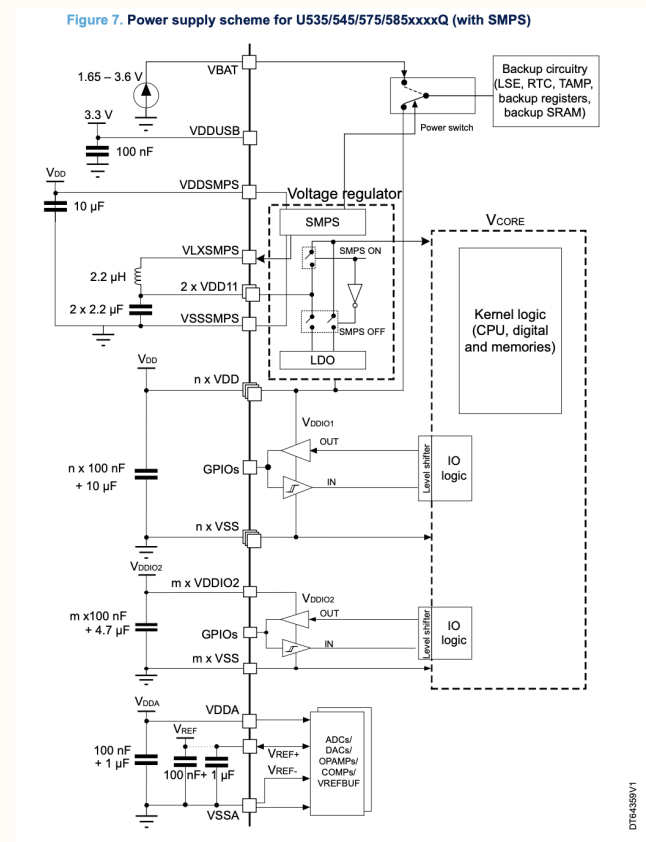 Figure 7. Power supply scheme for U535/545/575/585xxxxQ (with SMPS)
VBAT
1.65 – 3.6 V
Backup circuitry
(LSE, RTC, TAMP,
backup registers,
backup SRAM)
Power switch
3.3 V
VDDUSB
100 nF
VDD
VDDSMPS
10 µF
Voltage regulator
SMPS
VCORE
VLXSMPS
SMPS ON
2.2 µH
2 x VDD11
2 x 2.2 µF
VSSSMPS
SMPS OFF
LDO
Kernel logic
(CPU, digital
and memories)
VDD
n x VDD
VDDIO1
OUT
GPIOs
IN
Level shifter
IO
logic
n x 100 nF
+ 10 µF
n x VSS
VDDIO2
m x VDDIO2
VDDIO2
OUT
m x100 nF
+ 4.7 µF
GPIOs
IN
Level shifter
IO
logic
m x VSS
VDDA
VDDA
VREF
VREF+
100 nF
+ 1 µF
100 nF+ 1 µF
VREF-
ADCs/
DACs/
OPAMPs/
COMPs/
VREFBUF
VSSA
DT64359V1